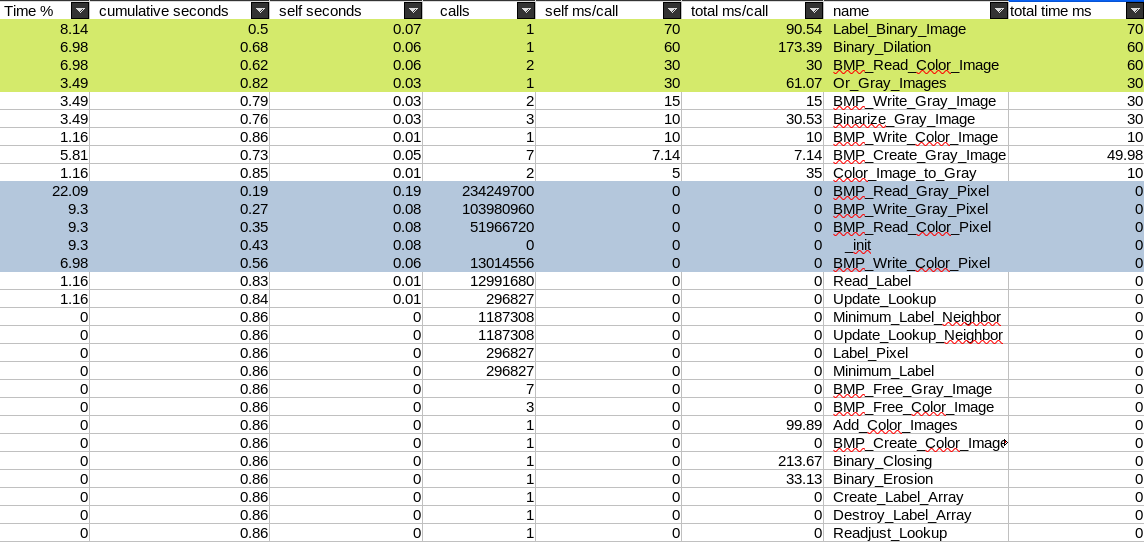 Time % cumulative seconds self seconds calls self ms/call total ms/call name total time ms
8.14 0.5 0.07 1 70 90.54 Label_Binary_Image 70
6.98 0.68 0.06 1 60 173.39 Binary_Dilation 60
6.98 0.62 0.06 2 30 30 BMP_Read_Color_Image 60
3.49 0.82 0.03 1 30 61.07 Or_Gray_Images 30
3.49 0.79 0.03 2 15 15 BMP_Write_Gray_Image 30
3.49 0.76 0.03 3 10 30.53 Binarize_Gray_Image 30
1.16 0.86 0.01 1 10 10 BMP_Write_Color_Image 10
5.81 0.73 0.05 7 7.14 7.14 BMP_Create_Gray_Image 49.98
1.16 0.85 0.01 2 5 35 Color_Image_to_Gray 10
22.09 0.19 0.19 234249700 0 0 BMP_Read_Gray_Pixel 0
9.3 0.27 0.08 103980960 0 0 BMP_Write_Gray_Pixel 0
9.3 0.35 0.08 51966720 0 0 BMP_Read_Color_Pixel 0
9.3 0.43 0.08 0 0 0 _init 0
6.98 0.56 0.06 13014556 0 0 BMP_Write_Color_Pixel 0
1.16 0.83 0.01 12991680 0 0 Read_Label 0
1.16 0.84 0.01 296827 0 0 Update_Lookup 0
0 0.86 0 1187308 0 0 Minimum_Label_Neighbor 0
0 0.86 0 1187308 0 0 Update_Lookup_Neighbor 0
0 0.86 0 296827 0 0 Label_Pixel 0
0 0.86 0 296827 0 0 Minimum_Label 0
0 0.86 0 7 0 0 BMP_Free_Gray_Image 0
0 0.86 0 3 0 0 BMP_Free_Color_Image 0
0 0.86 0 1 0 99.89 Add_Color_Images 0
0 0.86 0 1 0 0 BMP_Create_Color_Image 0
0 0.86 0 1 0 213.67 Binary_Closing 0
0 0.86 0 1 0 33.13 Binary_Erosion 0
0 0.86 0 1 0 0 Create_Label_Array 0
0 0.86 0 1 0 0 Destroy_Label_Array 0
0 0.86 0 1 0 0 Readjust_Lookup 0